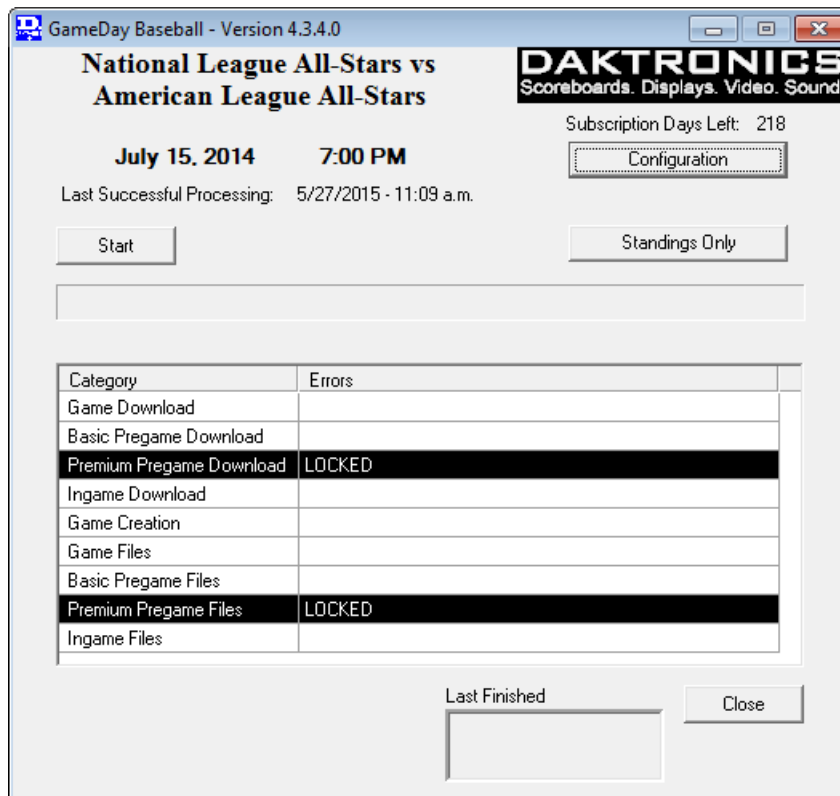 GameDay Baseball - Version 4.3.4.0
National League All-Stars vs
American League All-Stars
DAKTRONICS
Scoreboards. Displays. Video. Sound
Subscription Days Left: 218
July 15, 2014 7:00 PM
Configuration
Last Successful Processing: 5/27/2015 - 11:09 a.m.
Start
Standings Only
Category Errors
Game Download
Basic Pregame Download
Premium Pregame Download LOCKED
Ingame Download
Game Creation
Game Files
Basic Pregame Files
Premium Pregame Files LOCKED
Ingame Files
Last Finished
Close